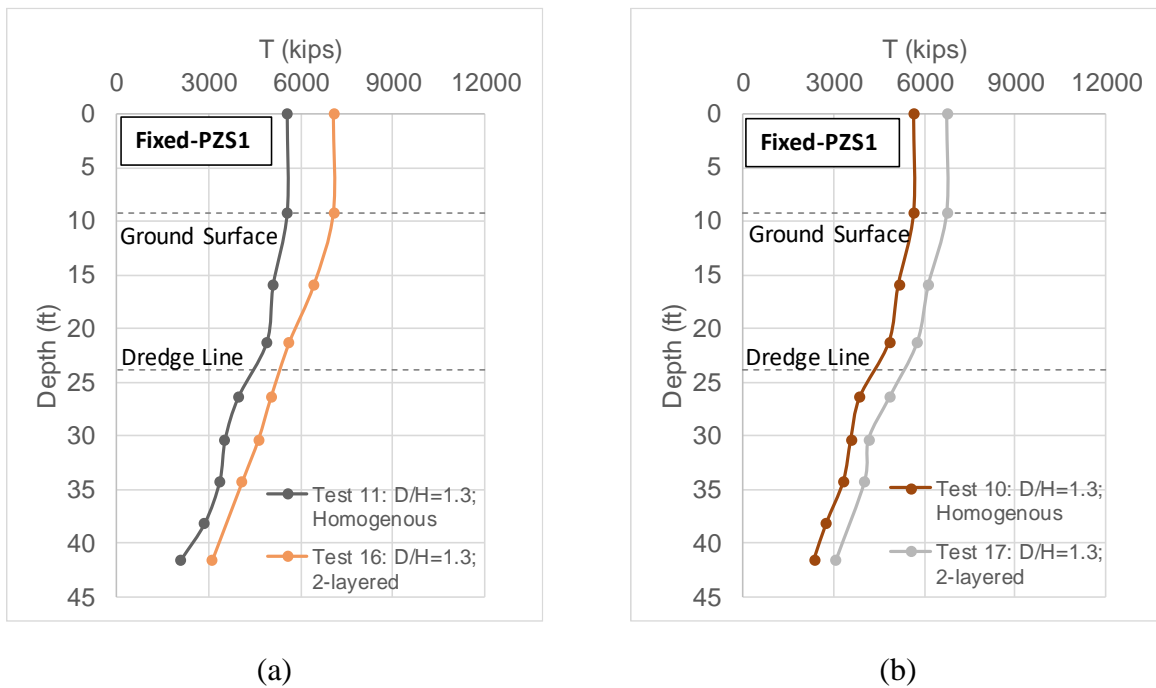 T (kips)
0 3000 6000 9000 12000
0
5
10
15
20
25
30
35
40
45
Depth (ft)
Fixed-PZS1
Ground Surface
Dredge Line
Test 11: D/H=1.3;
Homogenous
Test 16: D/H=1.3;
2-layered
(a)
T (kips)
0 3000 6000 9000 12000
0
5
10
15
20
25
30
35
40
45
Depth (ft)
Fixed-PZS1
Ground Surface
Dredge Line
Test 10: D/H=1.3;
Homogenous
Test 17: D/H=1.3;
2-layered
(b)